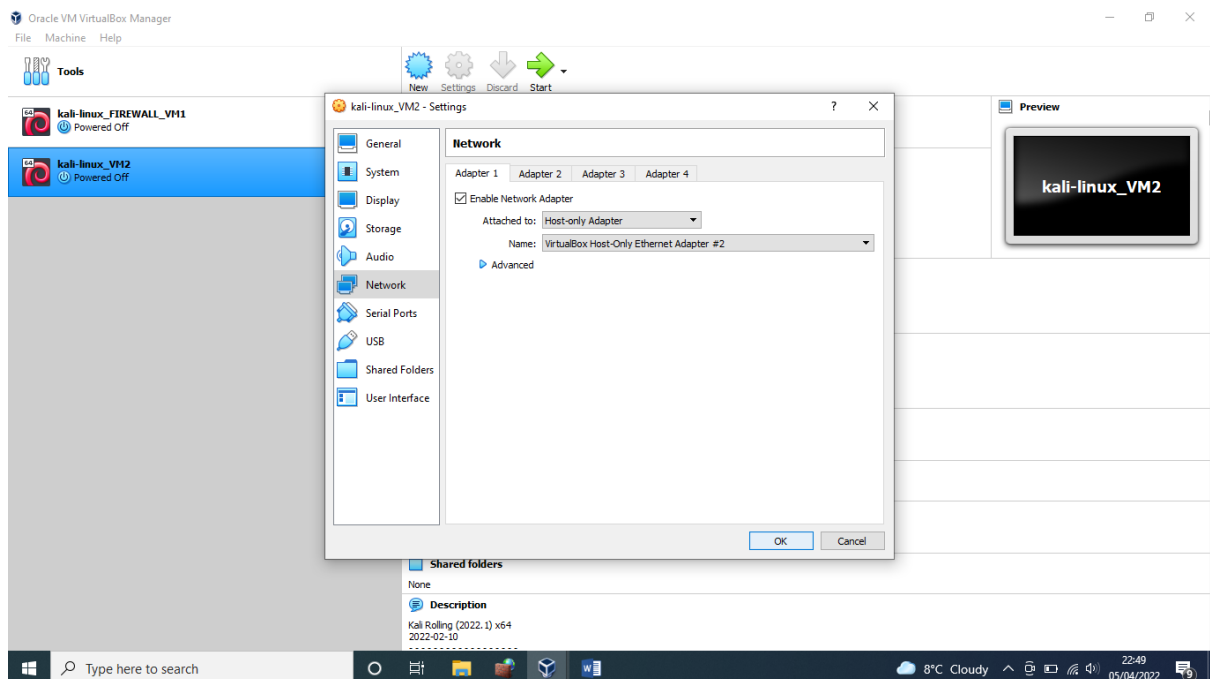 Oracle VM VirtualBox Manager
File Machine Help
Tools
New Settings Discard Start
64
kali-linux_FIREWALL_VM1
Powered Off
64
kali-linux_VM2
Powered Off
kali-linux_VM2 - Settings ? ×
General
System
Display
Storage
Audio
Network
Serial Ports
USB
Shared Folders
User Interface
Network
Adapter 1 Adapter 2 Adapter 3 Adapter 4
Enable Network Adapter
Attached to: Host-only Adapter
Name: VirtualBox Host-Only Ethernet Adapter #2
Advanced
OK Cancel
Preview
kali-linux_VM2
Shared folders
None
Description
Kali Rolling (2022.1) x64
2022-02-10
- - - - - - - - - - - - - - - - - -
Type here to search
W
8°C Cloudy
22:49
05/04/2022
9